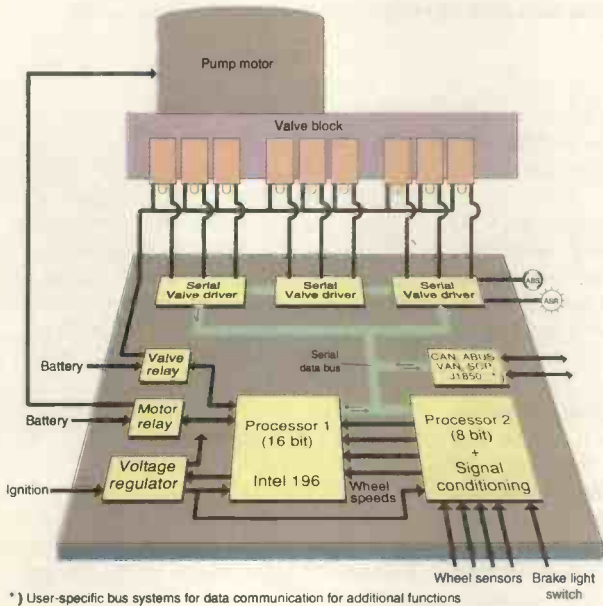 Pump motor
Valve block
Serial
Valve driver
Serial
Valve driver
Serial
Valve driver
ABS
ASR
Valve
relay
Serial
data bus
CAN, ABUS
VAN, SCP,
J1850 *)
Battery
Motor
relay
Battery
Processor 1
(16 bit)
Intel 196
Processor 2
(8 bit)
+
Signal
conditioning
Voltage
regulator
Ignition
Wheel
speeds
Wheel sensors
Brake light
switch
*) User-specific bus systems for data communication for additional functions